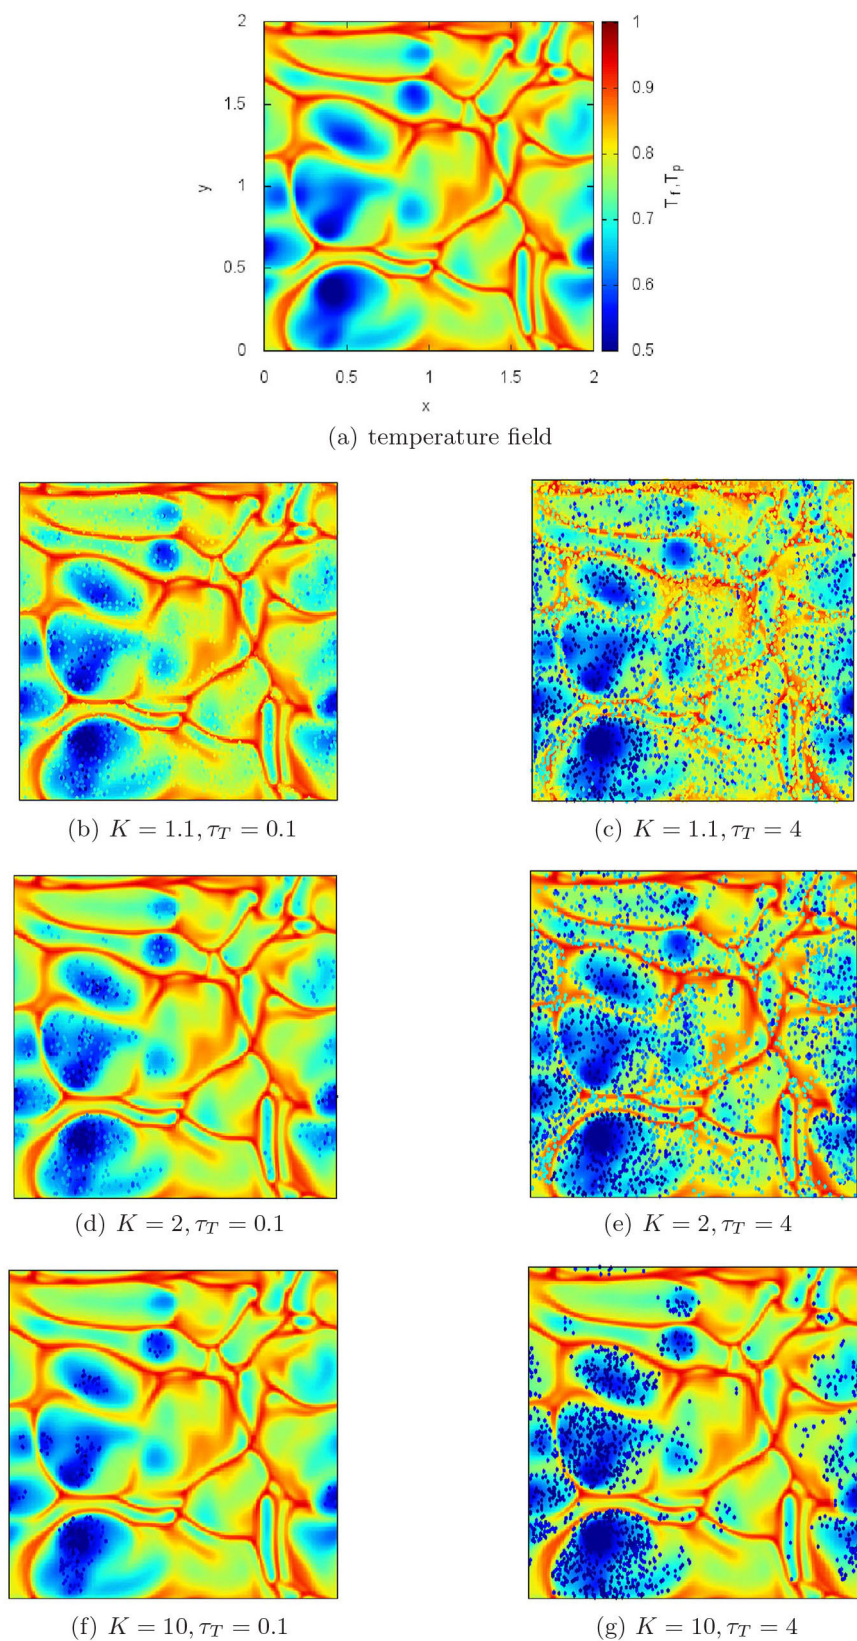 2
1.5
1
0.5
0
y
0
0.5
1
1.5
2
x
1
0.9
0.8
0.7
0.6
0.5
T_f, T_p
(a) temperature field
(b) K = 1.1, τ_T = 0.1
(c) K = 1.1, τ_T = 4
(d) K = 2, τ_T = 0.1
(e) K = 2, τ_T = 4
(f) K = 10, τ_T = 0.1
(g) K = 10, τ_T = 4